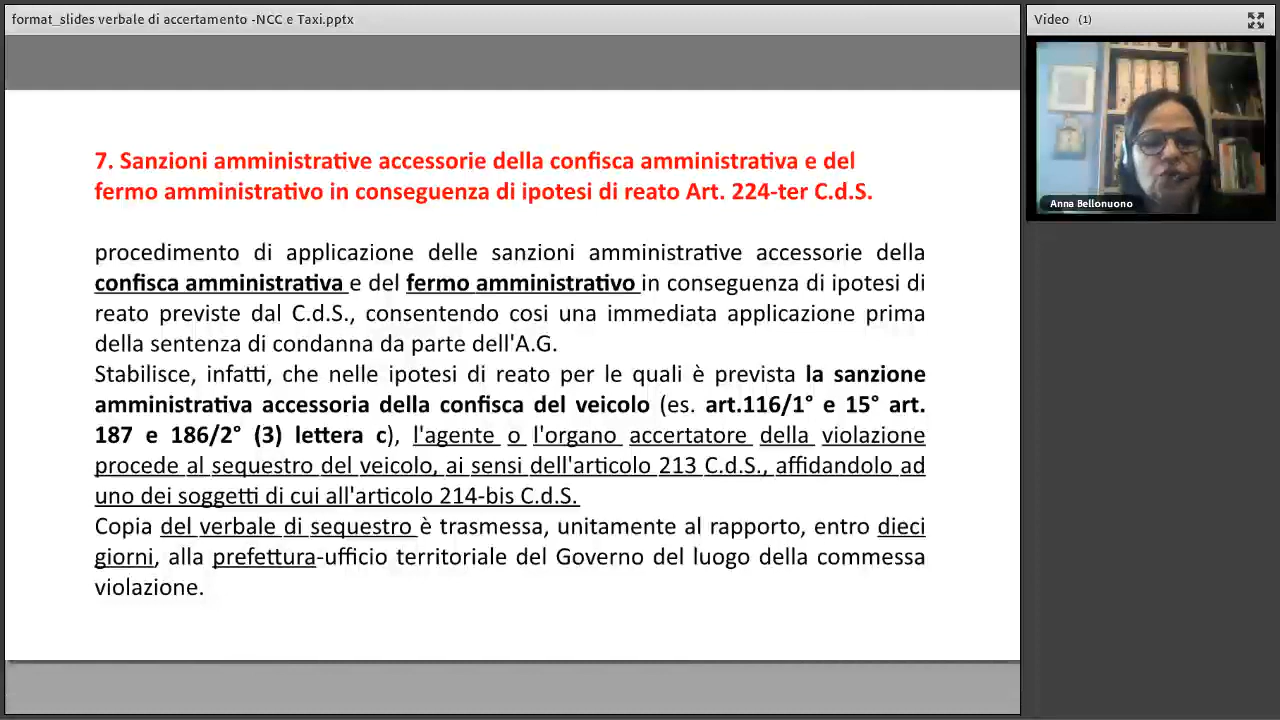 format_slides verbale di accertamento -NCC e Taxi.pptx
Video (1)
Anna Bellonuono
7. Sanzioni amministrative accessorie della confisca amministrativa e del
fermo amministrativo in conseguenza di ipotesi di reato Art. 224-ter C.d.S.
procedimento di applicazione delle sanzioni amministrative accessorie della
confisca amministrativa e del fermo amministrativo in conseguenza di ipotesi di
reato previste dal C.d.S., consentendo cosi una immediata applicazione prima
della sentenza di condanna da parte dell'A.G.
Stabilisce, infatti, che nelle ipotesi di reato per le quali è prevista la sanzione
amministrativa accessoria della confisca del veicolo (es. art.116/1° e 15° art.
187 e 186/2° (3) lettera c), l'agente o l'organo accertatore della violazione
procede al sequestro del veicolo, ai sensi dell'articolo 213 C.d.S., affidandolo ad
uno dei soggetti di cui all'articolo 214-bis C.d.S.
Copia del verbale di sequestro è trasmessa, unitamente al rapporto, entro dieci
giorni, alla prefettura-ufficio territoriale del Governo del luogo della commessa
violazione.